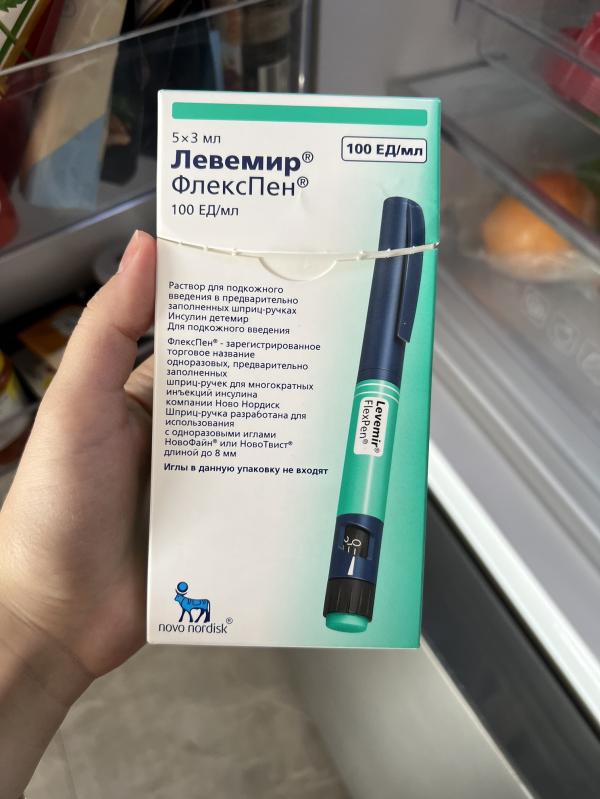 5×3 мл
Левемир®
ФлексПен®
100 ЕД/мл
100 ЕД/мл
Раствор для подкожного
введения в предварительно
заполненных шприц-ручках
Инсулин детемир
Для подкожного введения
ФлексПен® - зарегистрированное
торговое название
одноразовых, предварительно
заполненных
шприц-ручек для многократных
инъекции инсулина
компании Ново Нордиск
Шприц-ручка разработана для
использования
с одноразовыми иглами
НовоФайн® или НовоТвист®
длиной до 8 мм
Иглы в данную упаковку не входят
Levemir®
FlexPen®
novo nordisk®